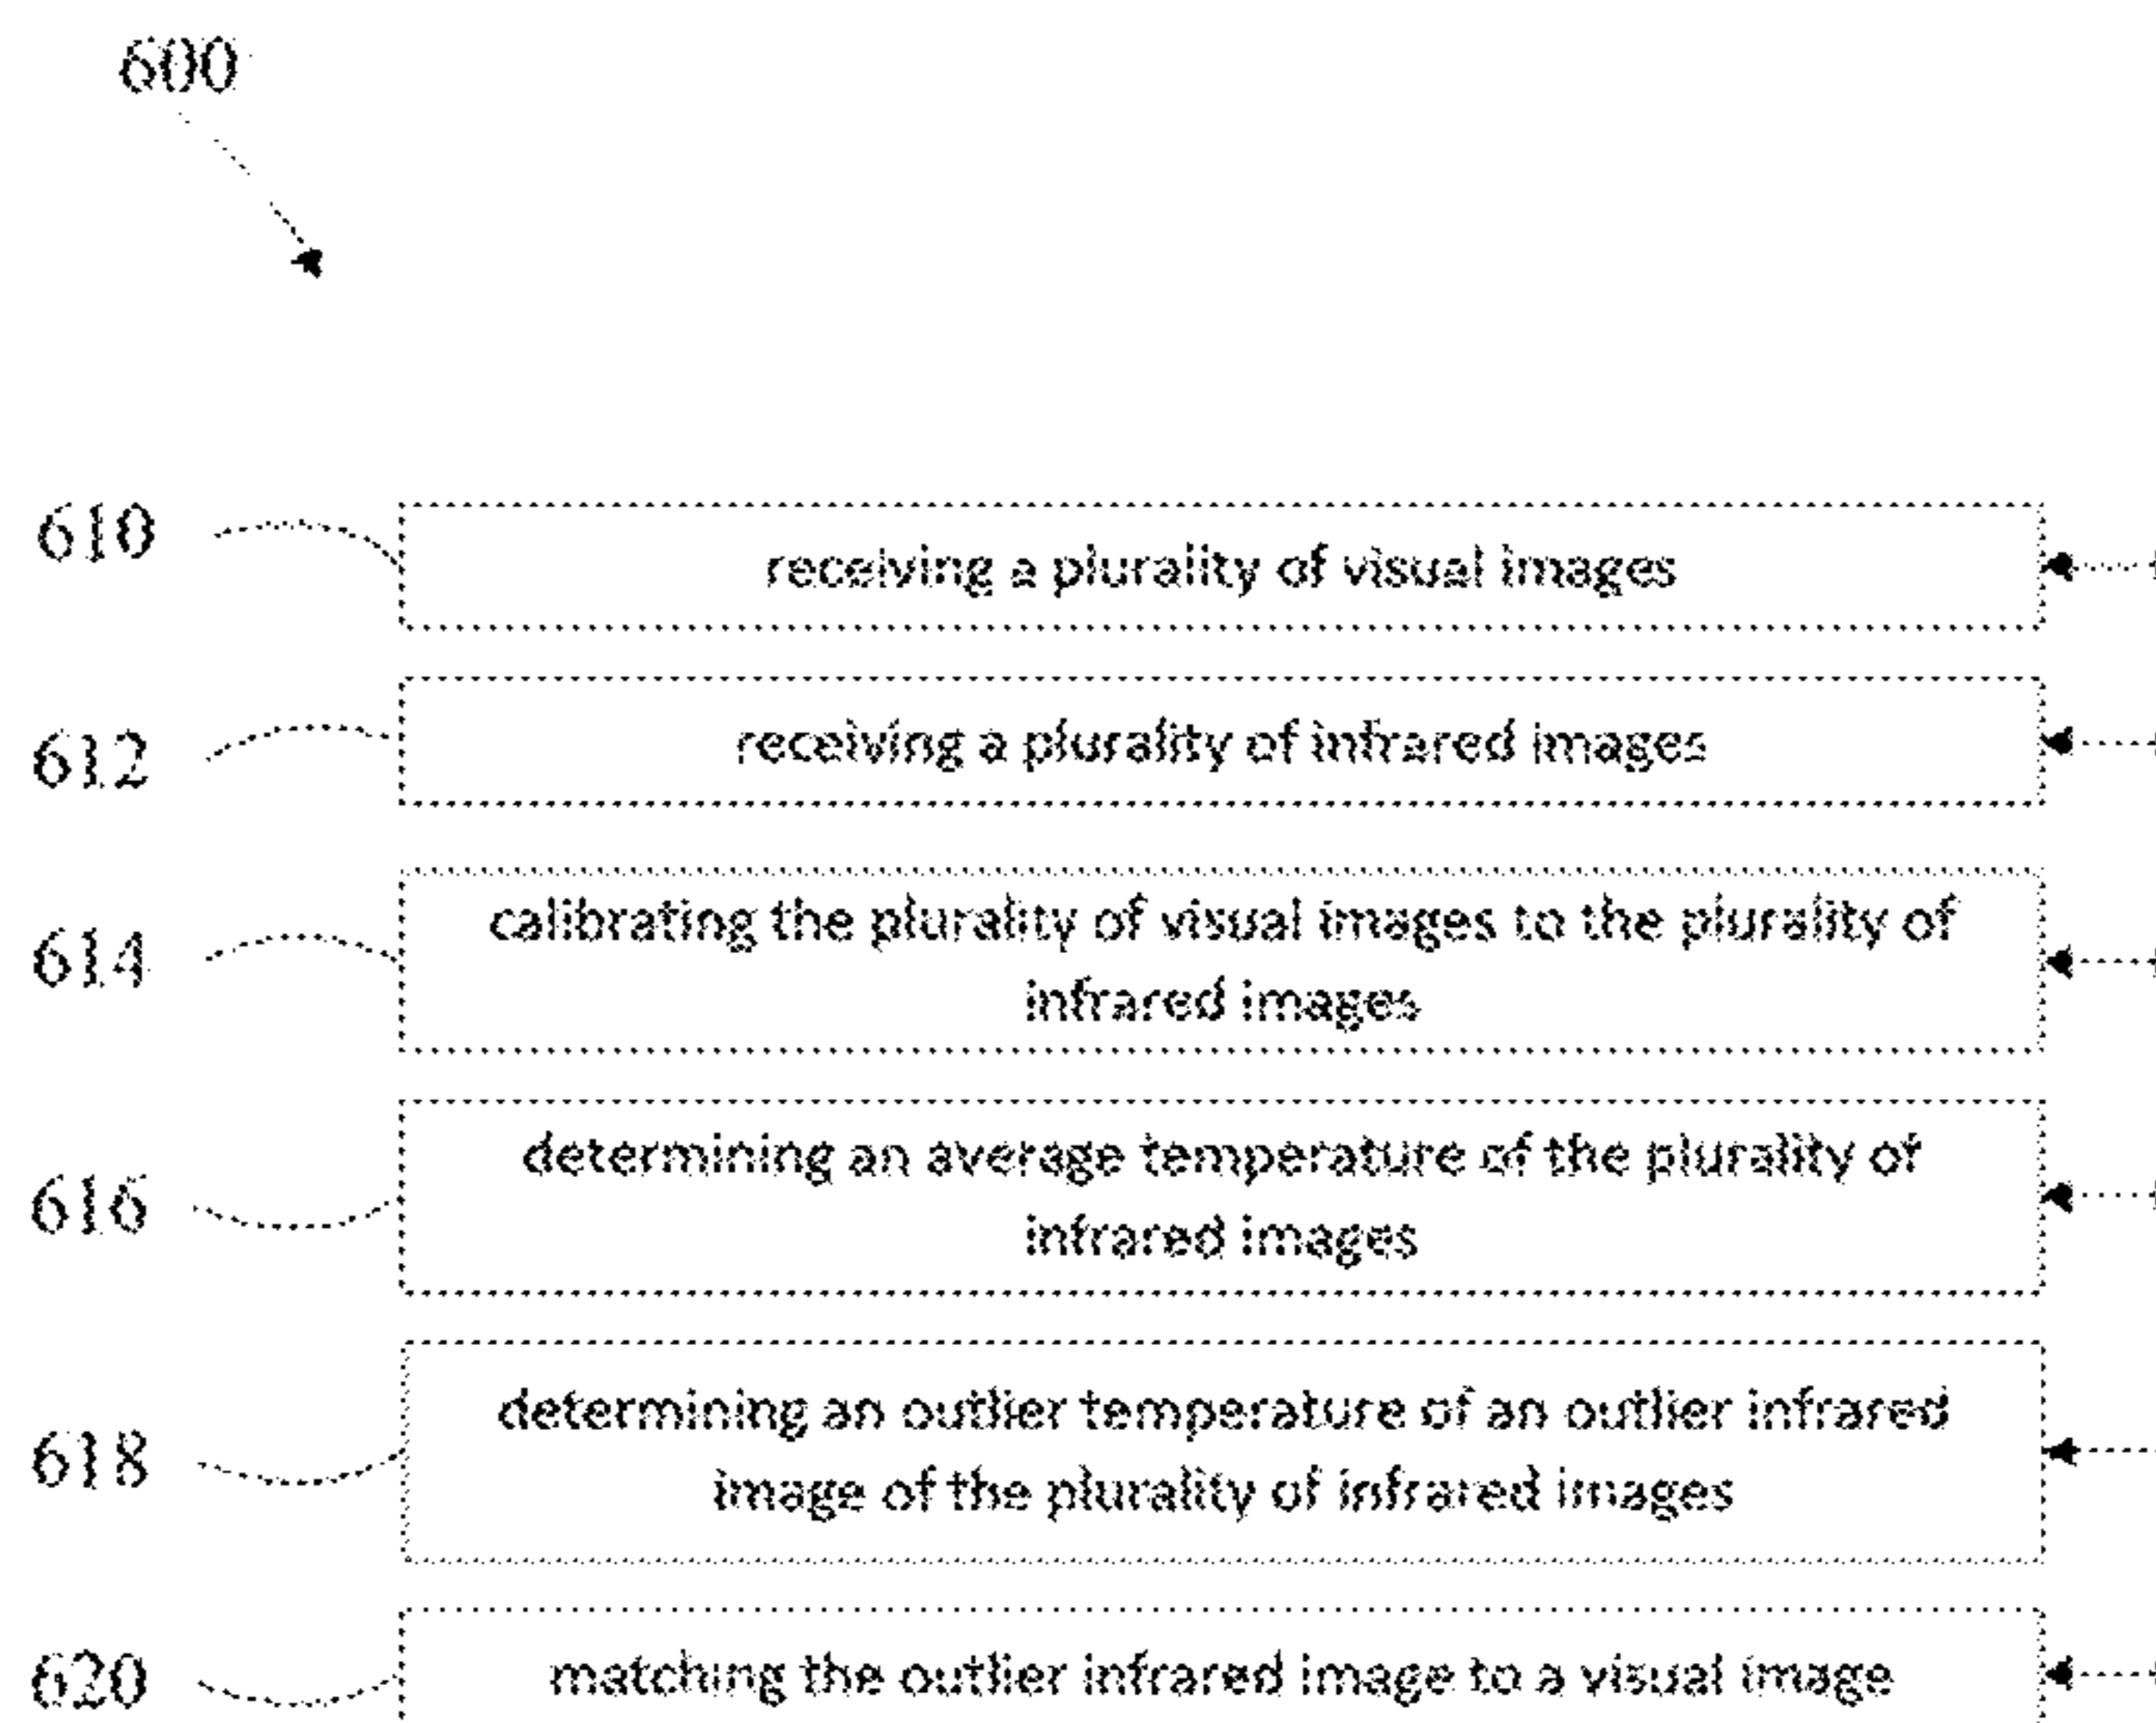 600
610
receiving a plurality of visual images
612
receiving a plurality of infrared images
614
calibrating the plurality of visual images to the plurality of
infrared images
616
determining an average temperature of the plurality of
infrared images
618
determining an outlier temperature of an outlier infrared
image of the plurality of infrared images
620
matching the outlier infrared image to a visual image